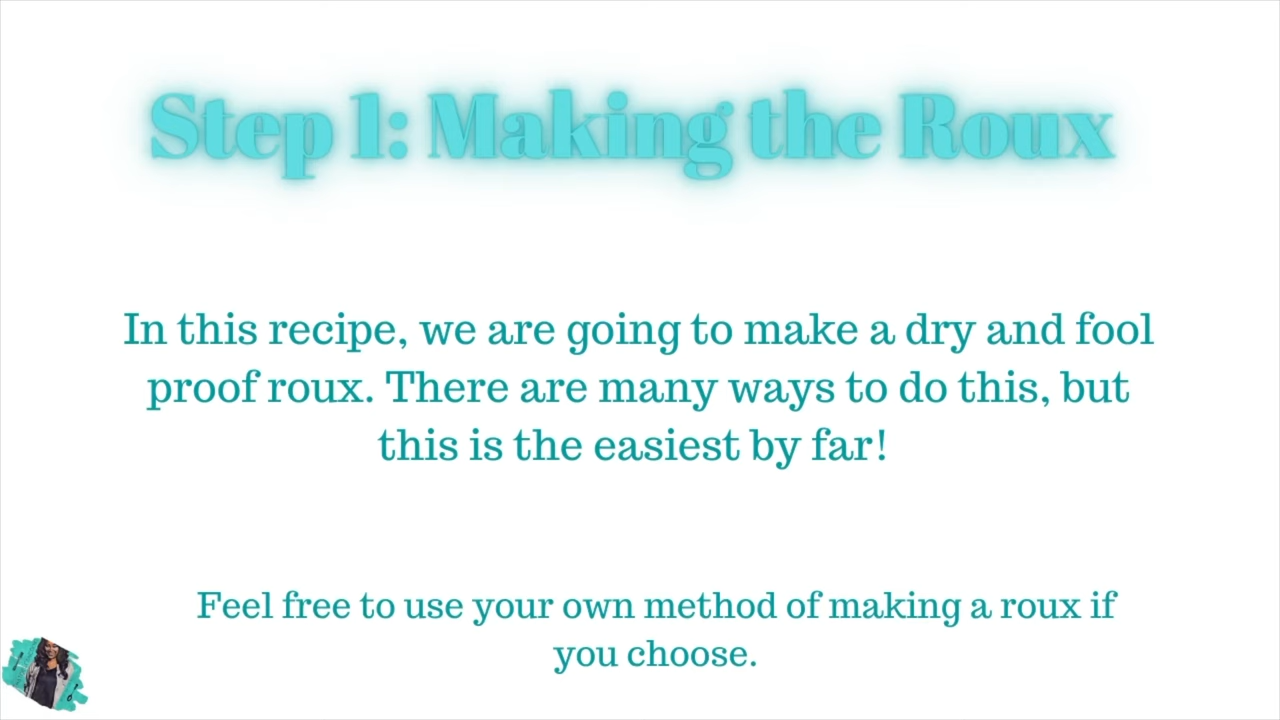 Step 1: Making the Roux
In this recipe, we are going to make a dry and fool
proof roux. There are many ways to do this, but
this is the easiest by far!
Feel free to use your own method of making a roux if
you choose.